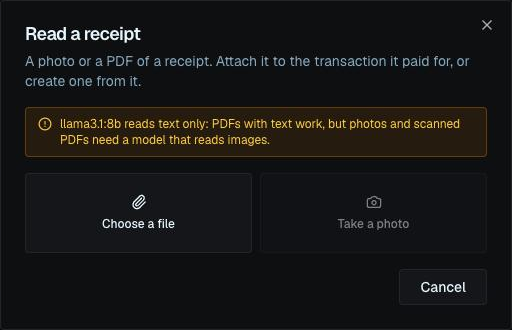 Read a receipt
A photo or a PDF of a receipt. Attach it to the transaction it paid for, or
create one from it.
llama3.1:8b reads text only: PDFs with text work, but photos and scanned
PDFs need a model that reads images.
Choose a file
Take a photo
Cancel